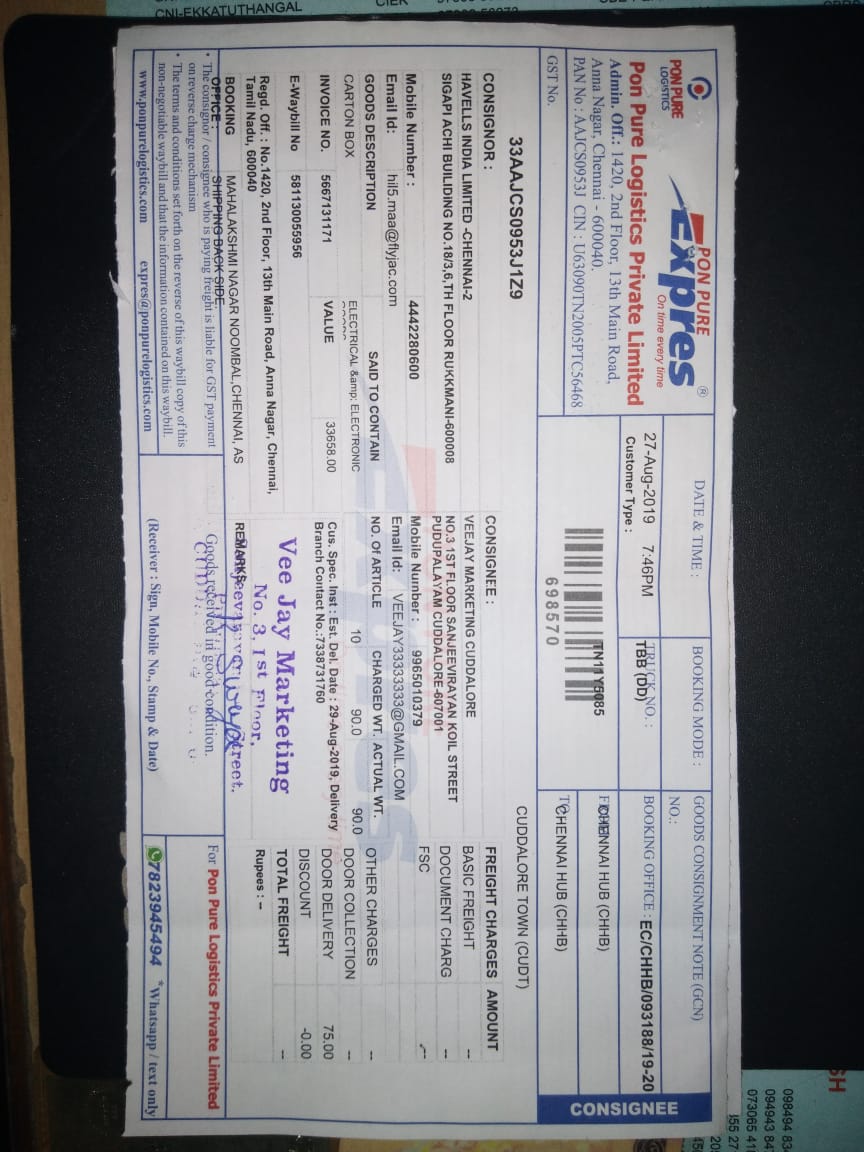 PON PURE
LOGISTICS
PON PURE
Expres ®
On time every time
Pon Pure Logistics Private Limited
Admin. Off.: 1420, 2nd Floor, 13th Main Road,
Anna Nagar, Chennai - 600040.
PAN No : AAJCS0953J CIN : U63090TN2005PTC56468
GST No.
33AAJCS0953J1Z9
DATE & TIME :
27-Aug-2019 7:46PM
Customer Type :
698570
BOOKING MODE :
TBB (Db)
TRUCK NO. :
TN11Y5085
GOODS CONSIGNMENT NOTE (GCN)
NO.:
BOOKING OFFICE : EC/CHHB/093188/19-20
CHENNAI HUB (CHHB)
CHENNAI HUB (CHHB)
CUDDALORE TOWN (CUDT)
CONSIGNEE
CONSIGNOR :
HAVELLS INDIA LIMITED -CHENNAI-2
SIGAPI ACHI BUILIDING NO.18/3,6,TH FLOOR RUKKMANI-600008
Mobile Number : 4442280600
Email Id: hil5.maa@flyjac.com
CONSIGNEE :
VEEJAY MARKETING CUDDALORE
NO.3 1ST FLOOR SANJEEVIRAYAN KOIL STREET
PUDUPALAYAM CUDDALORE-607001
Mobile Number : 9965010379
Email Id: VEEJAY33333333@GMAIL.COM
FREIGHT CHARGES AMOUNT
BASIC FREIGHT --
DOCUMENT CHARG --
FSC --
OTHER CHARGES --
DOOR COLLECTION --
DOOR DELIVERY 75.00
DISCOUNT -0.00
TOTAL FREIGHT --
Rupees : --
GOODS DESCRIPTION SAID TO CONTAIN NO. Of ARTICLE CHARGED WT. ACTUAL WT.
CARTON BOX ELECTRICAL &amp; ELECTRONIC 10 90.0 90.0
INVOICE NO. 5667131171 VALUE 33658.00
E-Waybill No 581130055956
Cus. Spec. Inst : Est. Del. Date : 29-Aug-2019, Delivery
Branch Contact No.:7338731760
Regd. Off. : No.1420, 2nd Floor, 13th Main Road, Anna Nagar, Chennai,
Tamil Nadu, 600040
BOOKING MAHALAKSHMI NAGAR NOOMBAL,CHENNAI, AS
OFFICE : SHIPPING BACK SIDE.
Vee Jay Marketing
No. 3, 1st Floor,
REMARKS
Goods received in good condition.
• The consignor / consignee who is paying freight is liable for GST payment
on reverse charge mechanism
• The terms and conditions set forth on the reverse of this waybill copy of this
non-negotiable waybill and that the information contained on this waybill.
www.ponpurelogistics.com expres@ponpurelogistics.com
(Receiver : Sign, Mobile No., Stamp & Date)
For Pon Pure Logistics Private Limited
7823945494 *Whatsapp / text only
CNI-EKKATUTHANGAL